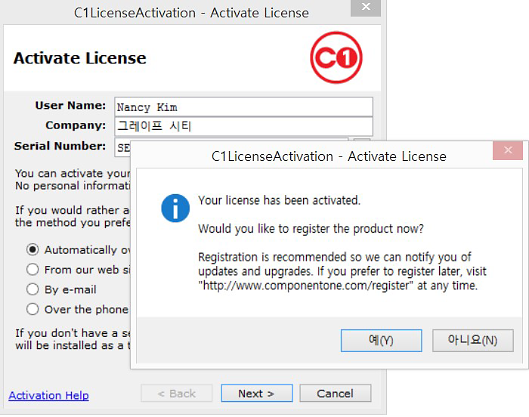 C1LicenseActivation - Activate License
Activate License
C1
User Name: Nancy Kim
Company: 그레이프 시티
Serial Number: SE
You can activate your
No personal informatio
If you would rather a
the method you prefe
Automatically ov
From our web si
By e-mail
Over the phone
If you don't have a se
will be installed as a t
Activation Help
< Back
Next >
Cancel
C1LicenseActivation - Activate License
Your license has been activated.
Would you like to register the product now?
Registration is recommended so we can notify you of
updates and upgrades. If you prefer to register later, visit
"http://www.componentone.com/register" at any time.
예(Y)
아니요(N)